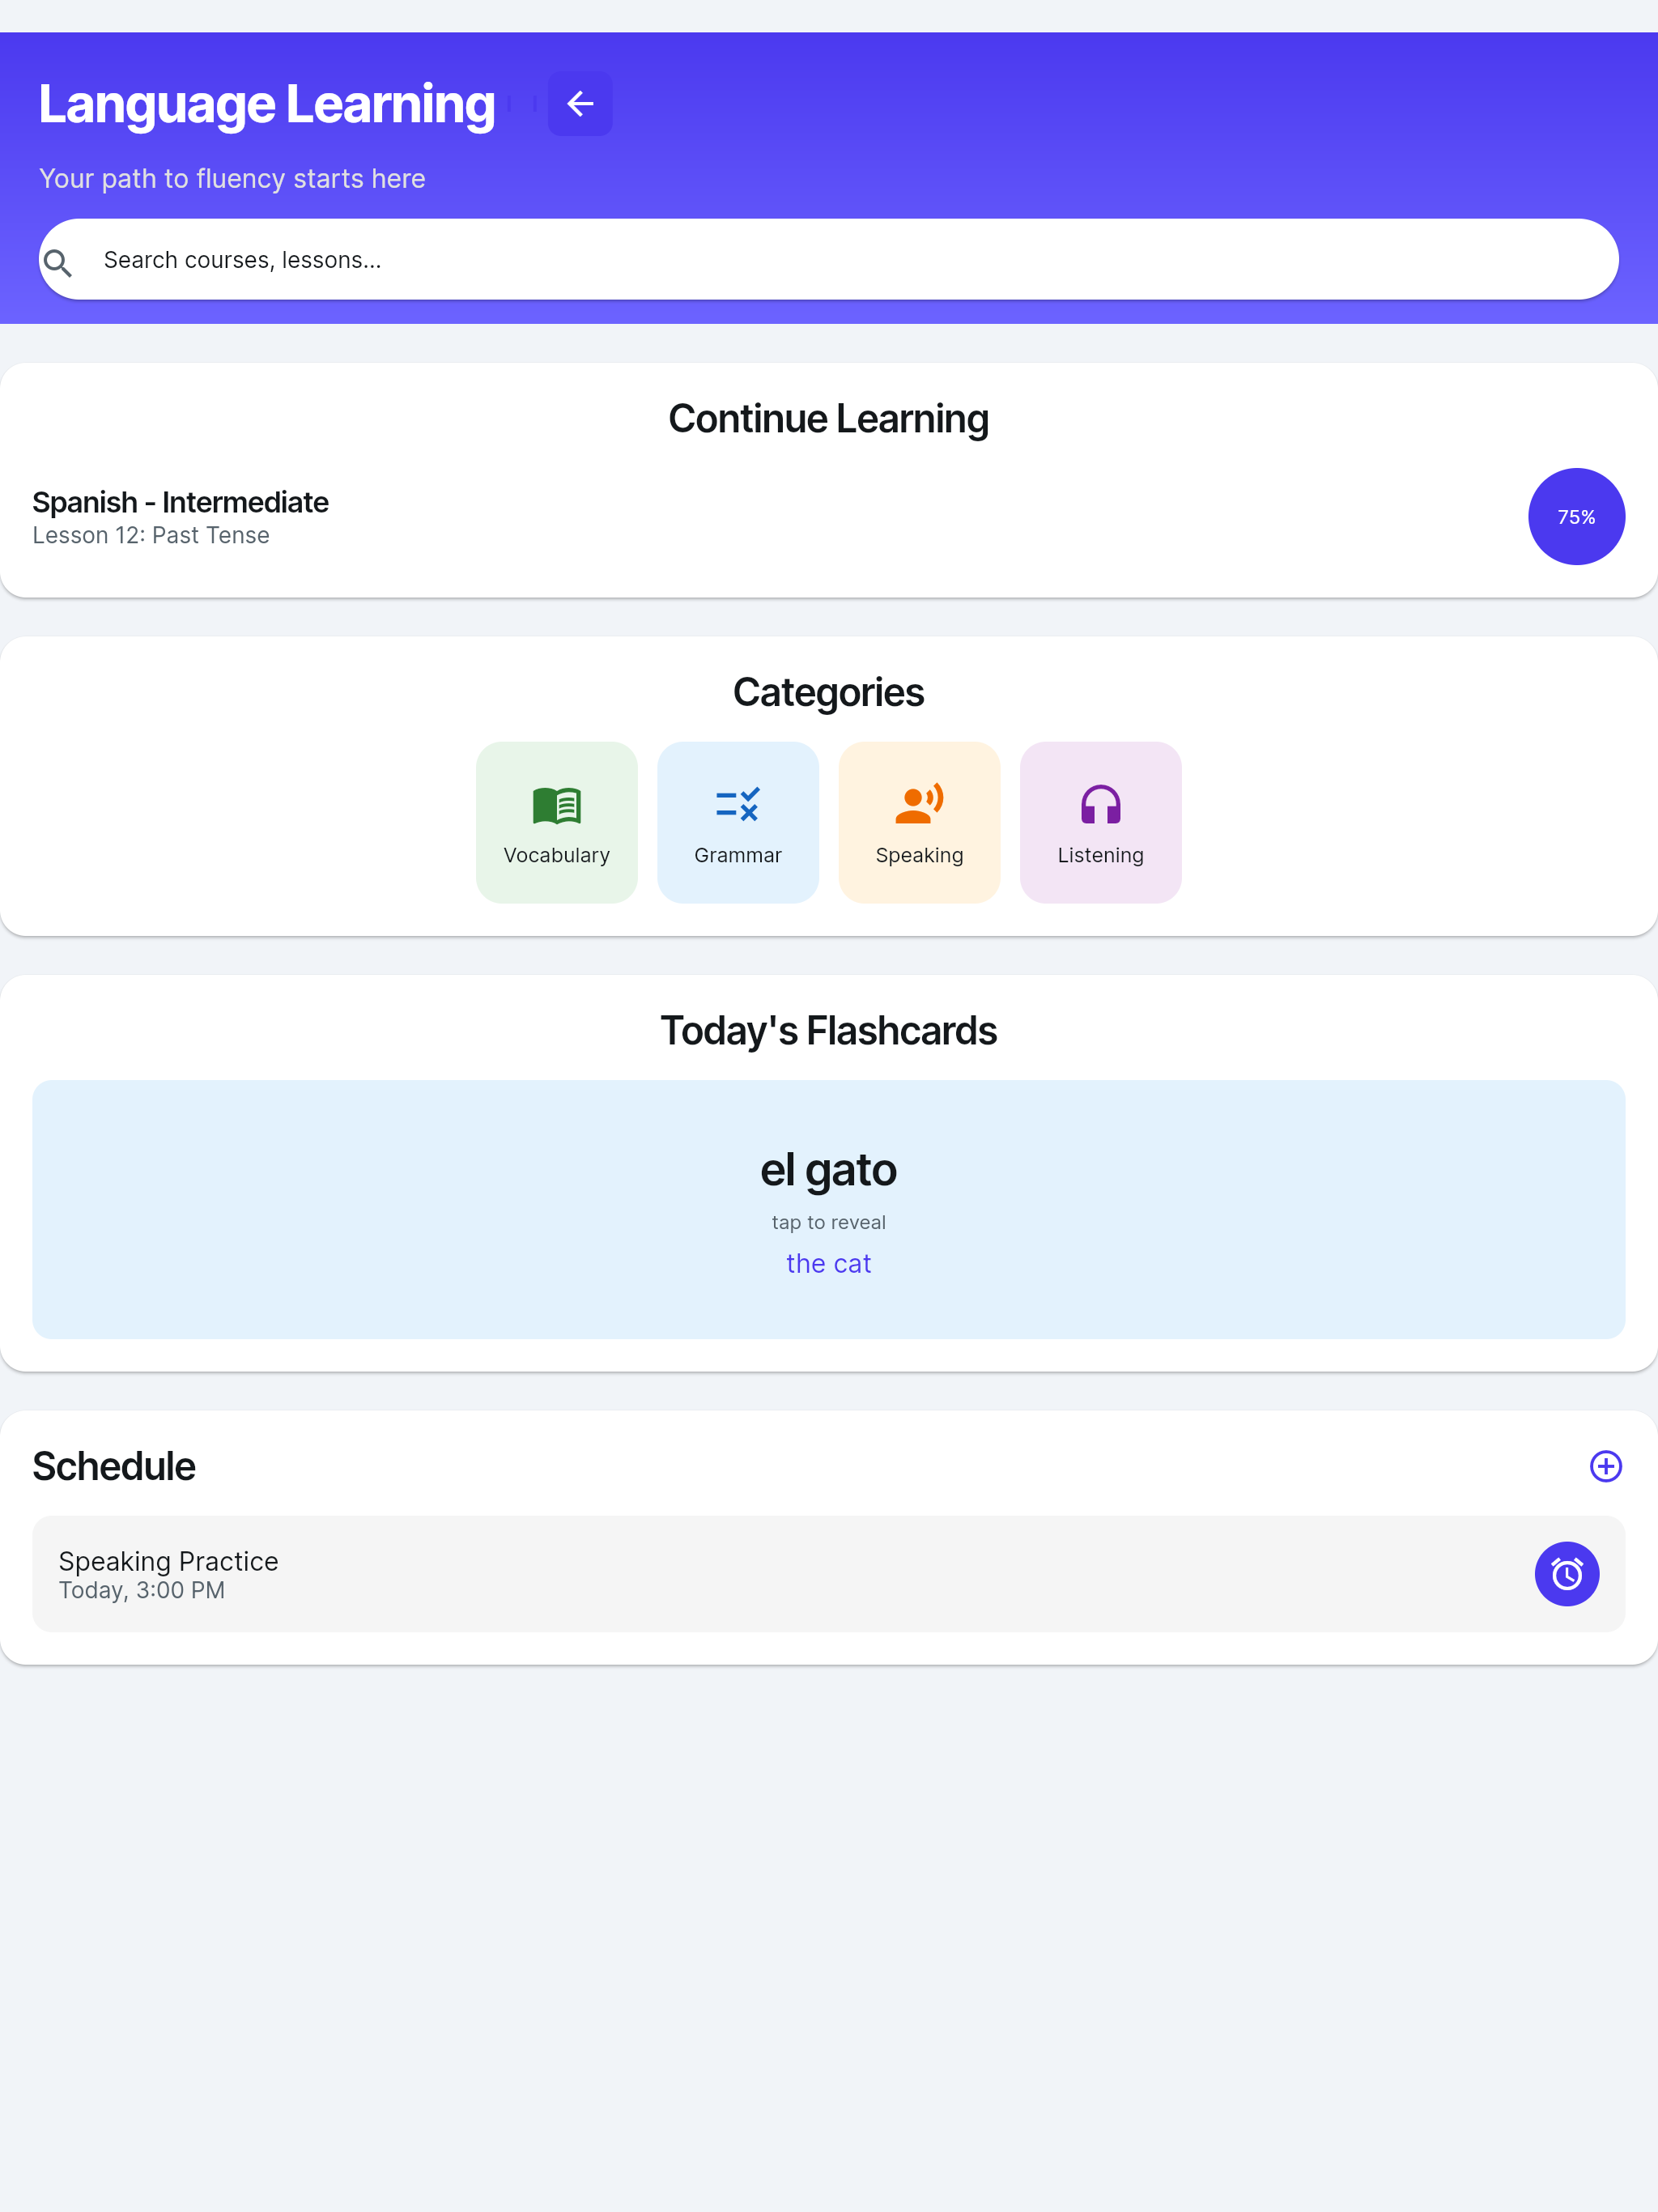 Language Learning
Your path to fluency starts here
Search courses, lessons...
Continue Learning
Spanish - Intermediate
Lesson 12: Past Tense
75%
Categories
Vocabulary
Grammar
Speaking
Listening
Today's Flashcards
el gato
tap to reveal
the cat
Schedule
Speaking Practice
Today, 3:00 PM